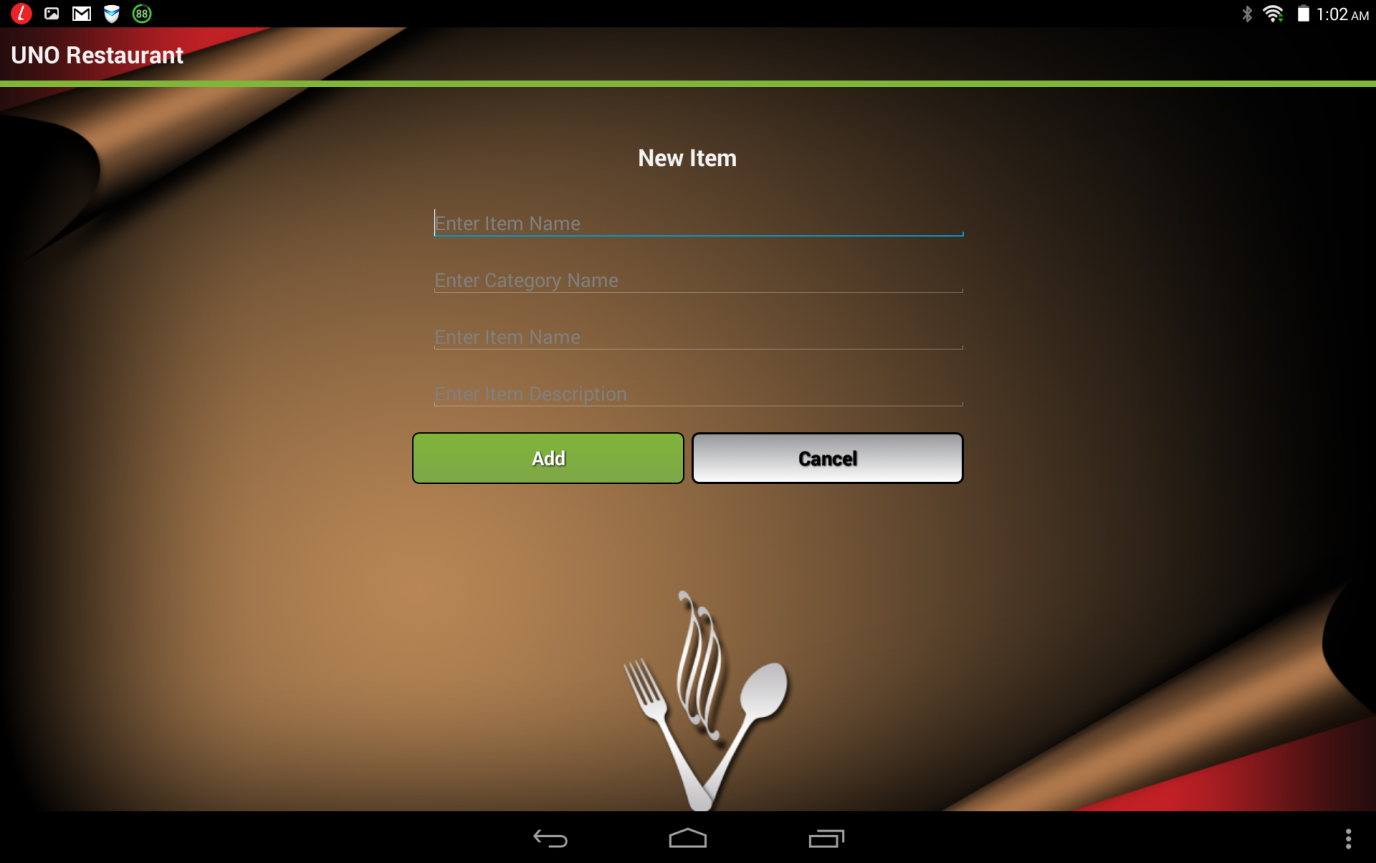 88
1:02 AM
UNO Restaurant
New Item
Enter Item Name
Enter Category Name
Enter Item Name
Enter Item Description
Add Cancel